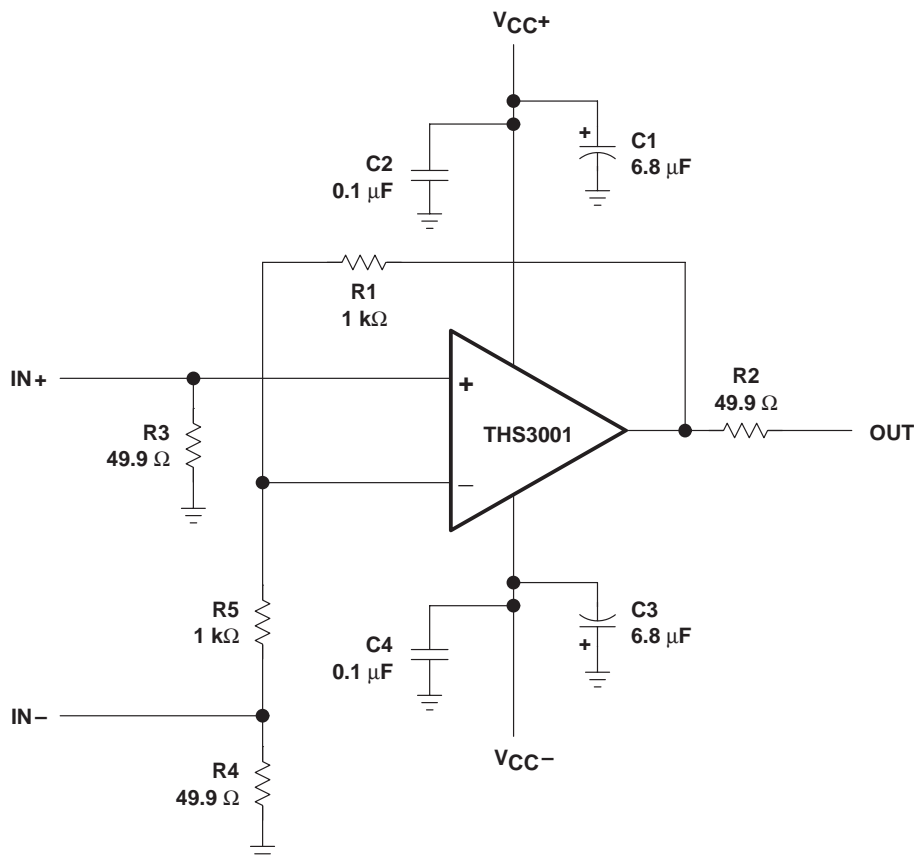 VCC+
C1
6.8 μF
C2
0.1 μF
R1
1 kΩ
IN+
R3
49.9 Ω
+
THS3001
−
R2
49.9 Ω
OUT
R5
1 kΩ
C4
0.1 μF
C3
6.8 μF
+
IN−
R4
49.9 Ω
VCC−
+